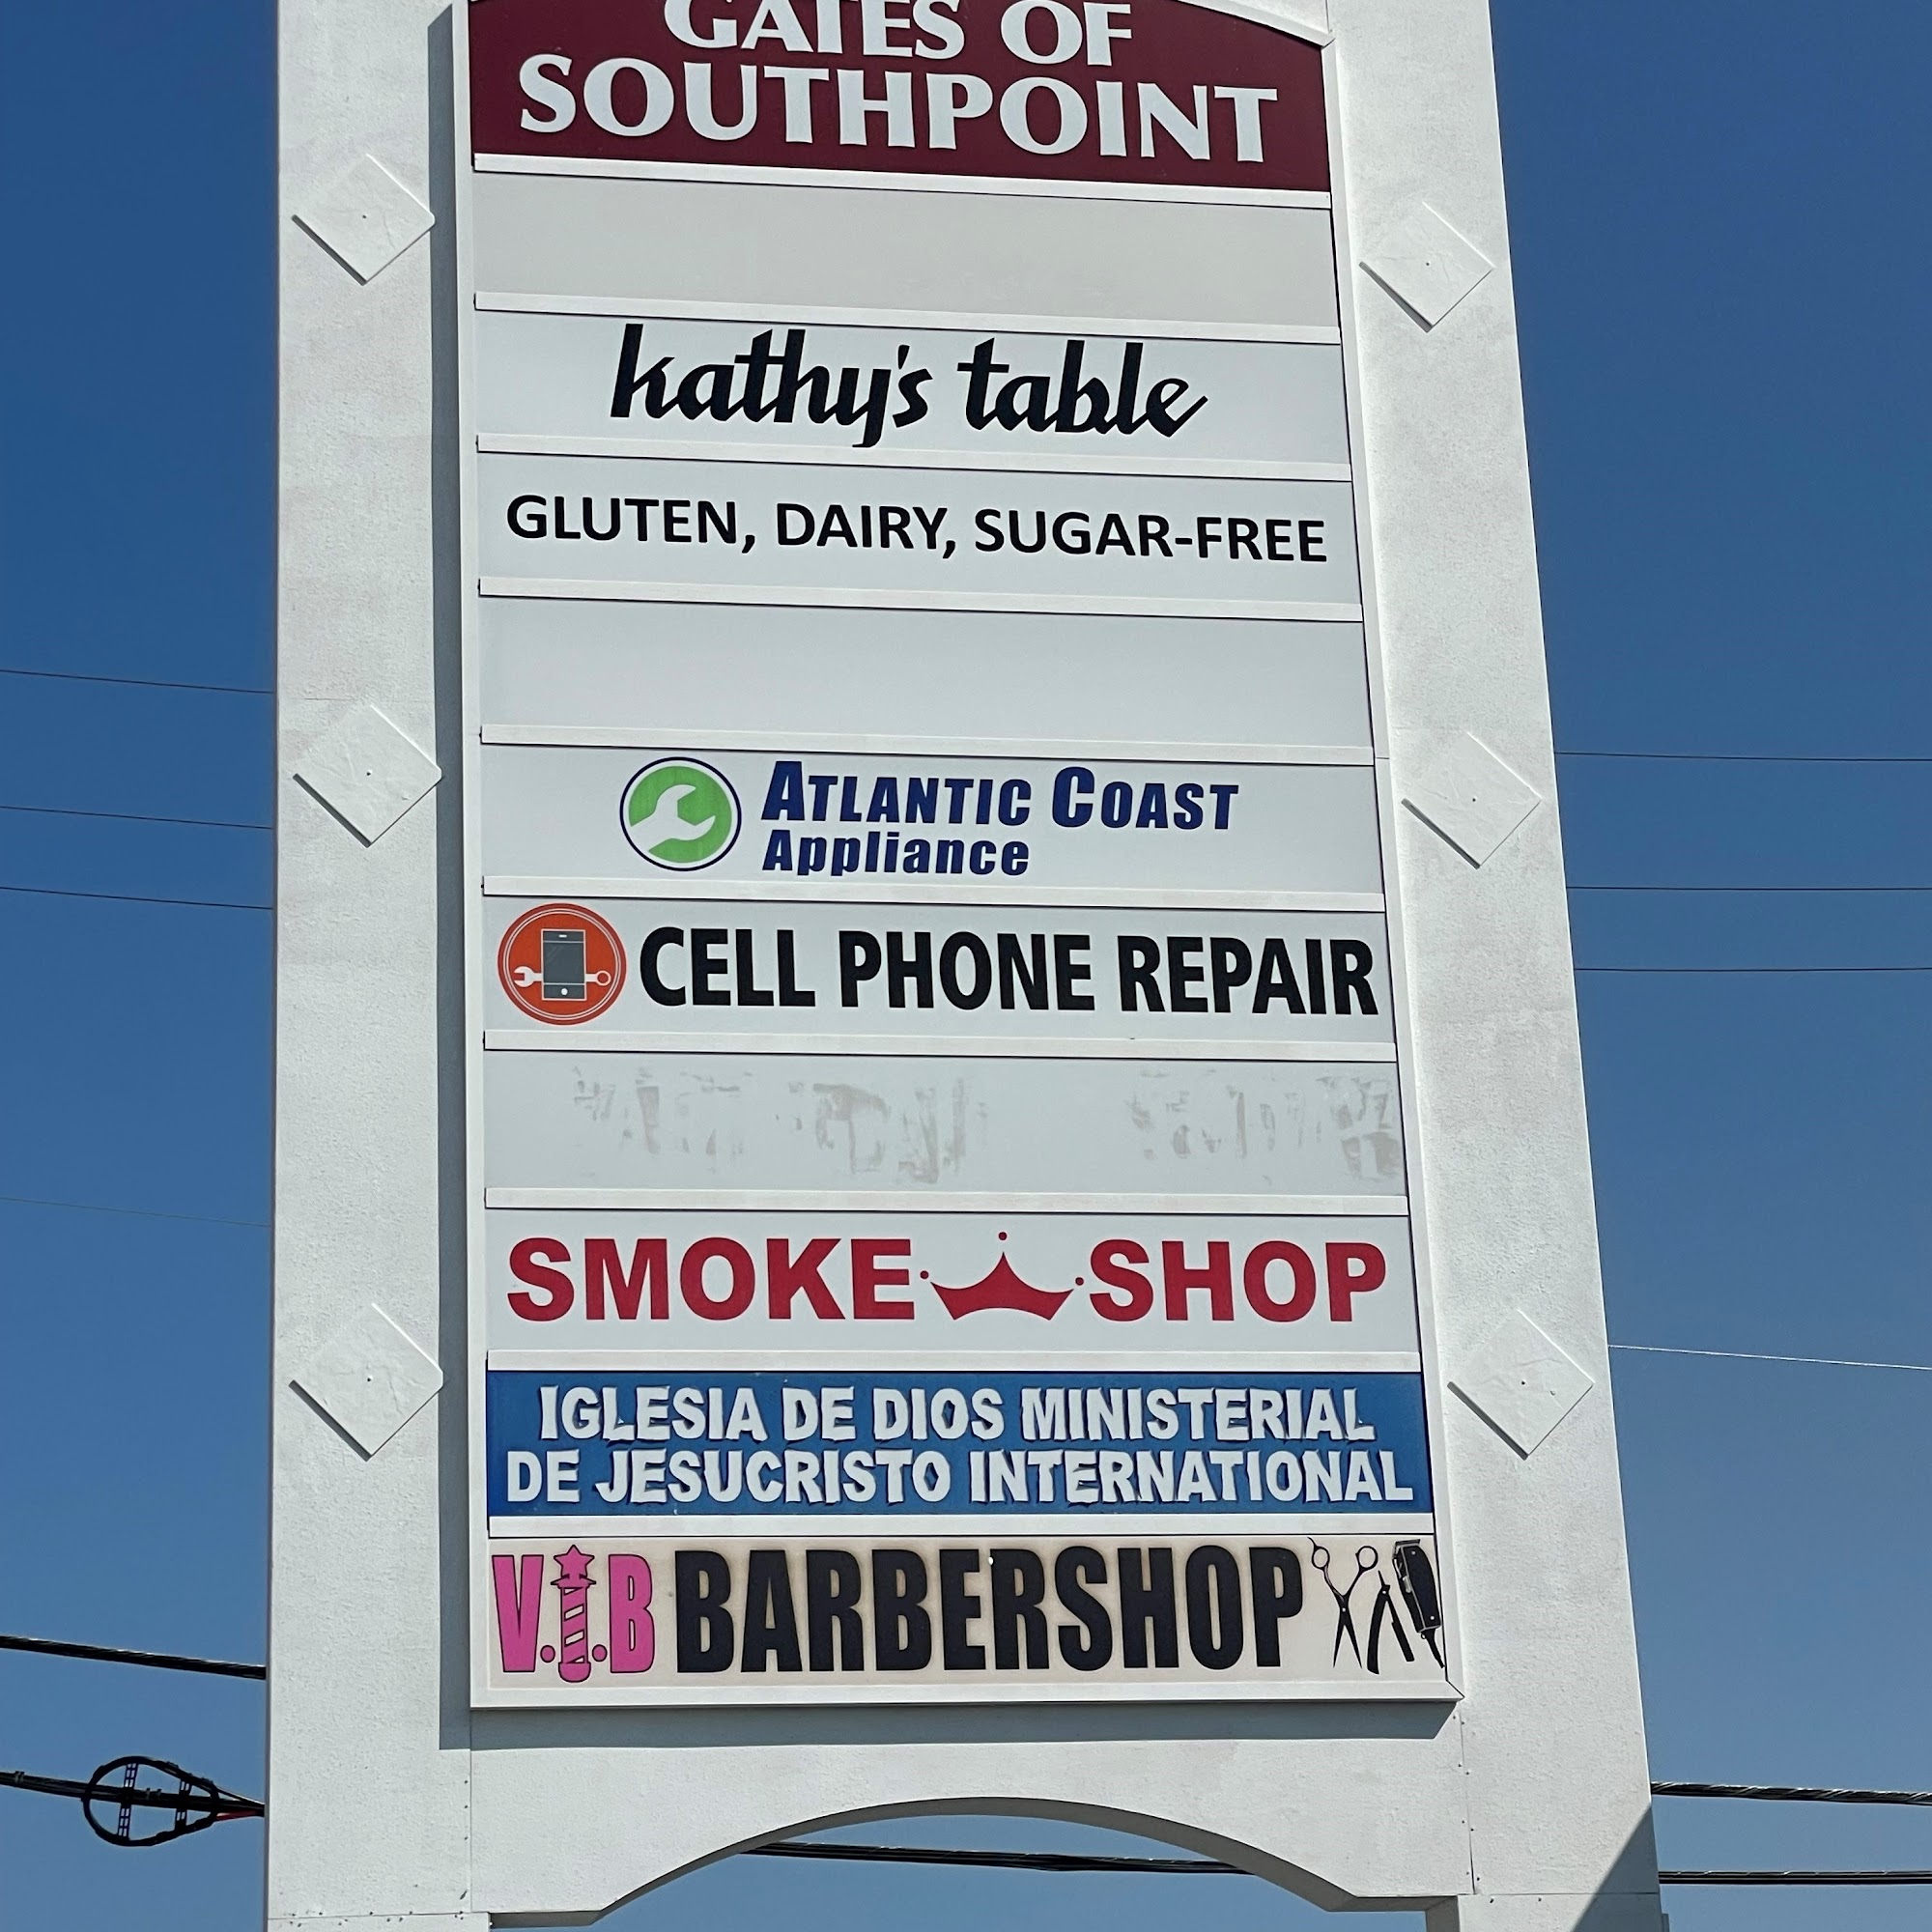 GATES OF
SOUTHPOINT
kathy's table
GLUTEN, DAIRY, SUGAR-FREE
ATLANTIC COAST
Appliance
CELL PHONE REPAIR
SMOKE SHOP
IGLESIA DE DIOS MINISTERIAL
DE JESUCRISTO INTERNATIONAL
V.I.B BARBERSHOP